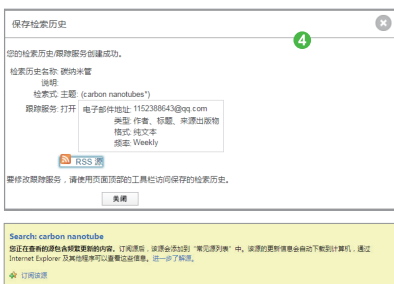 保存检索历史
4
您的检索历史/跟踪服务创建成功。
检索历史名称: 碳纳米管
说明:
检索式: 主题: (carbon nanotubes*)
跟踪服务: 打开
电子邮件地址: 1152388643@qq.com
类型: 作者、标题、来源出版物
格式: 纯文本
频率: Weekly
RSS 源
要修改跟踪服务，请使用页面顶部的工具栏访问保存的检索历史。
关闭
Search: carbon nanotube
您正在查看的源包含频繁更新的内容。订阅源后，该源会添加到“常见源列表”中。该源的更新信息会自动下载到计算机，通过
Internet Explorer 及其他程序可以查看这些信息。进一步了解源。
订阅该源